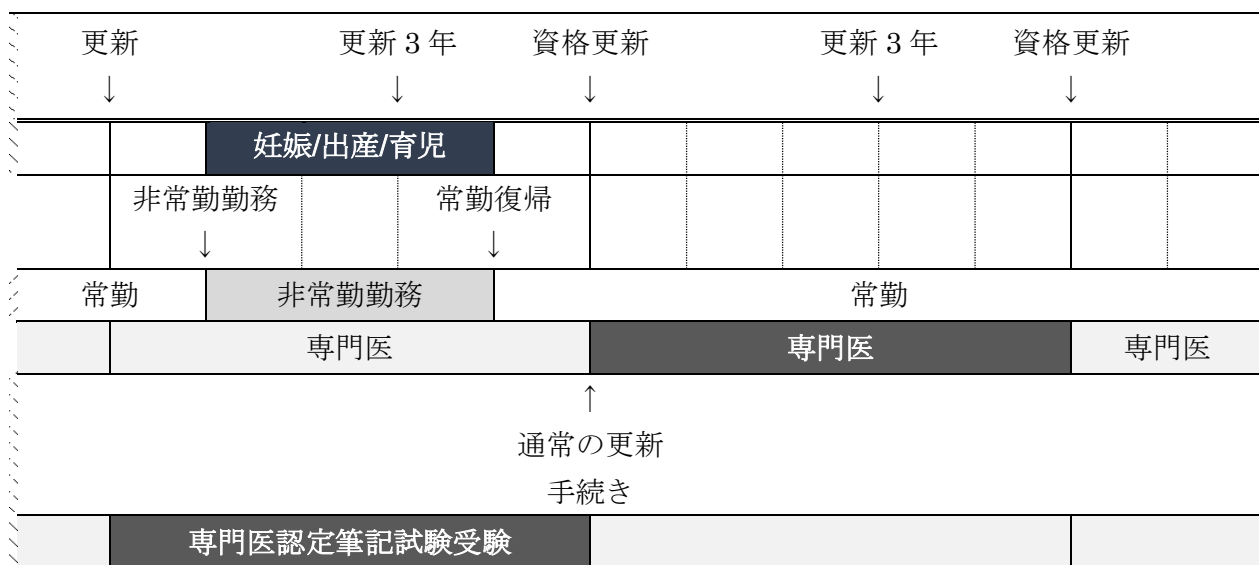 更新 更新 3 年 資格更新 更新 3 年 資格更新
↓ ↓ ↓ ↓ ↓
妊娠/出産/育児
非常勤勤務 常勤復帰
↓ ↓
常勤 非常勤勤務 常勤
専門医 専門医 専門医
↑
通常の更新
手続き
専門医認定筆記試験受験